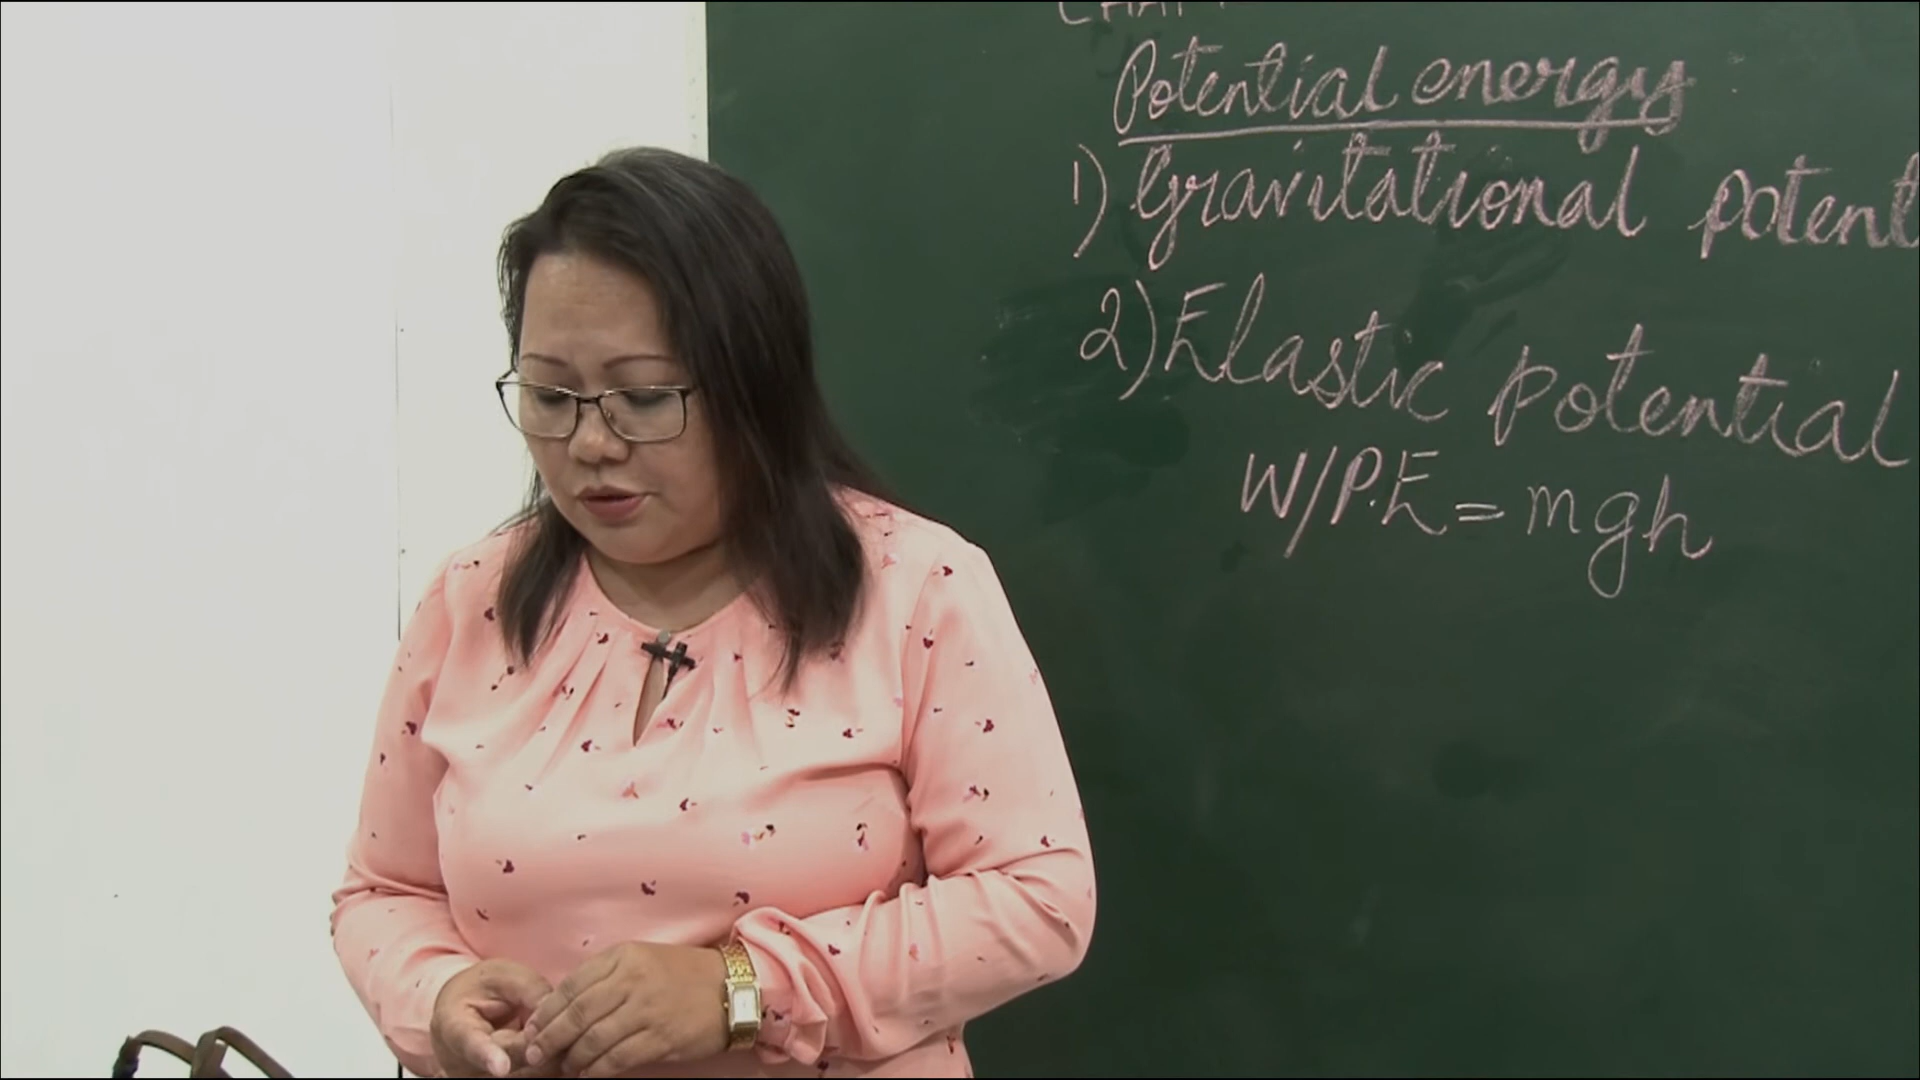 Potential energy
1) Gravitational potent
2) Elastic potential
W/P.E = mgh